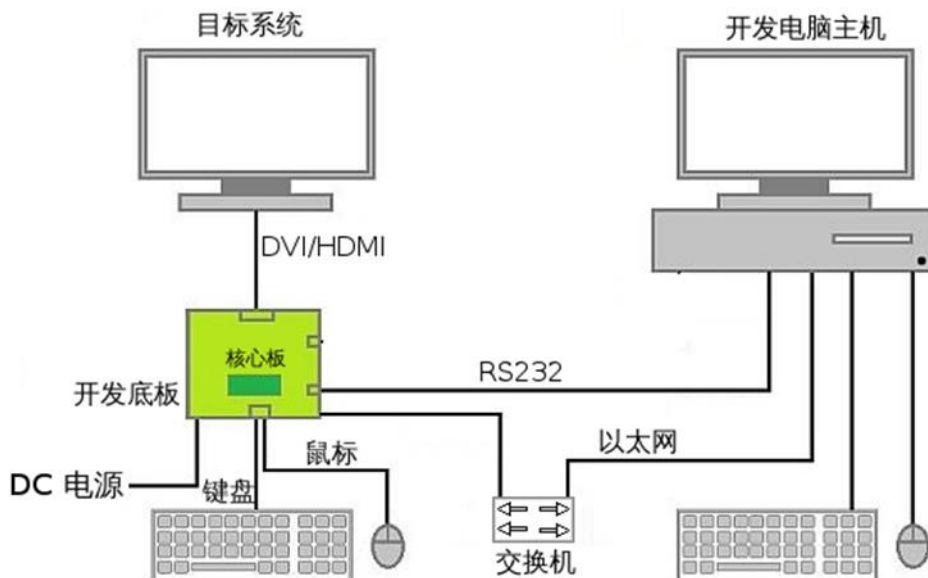 目标系统
开发电脑主机
DVI/HDMI
核心板
RS232
开发底板
以太网
鼠标
DC 电源
键盘
交换机